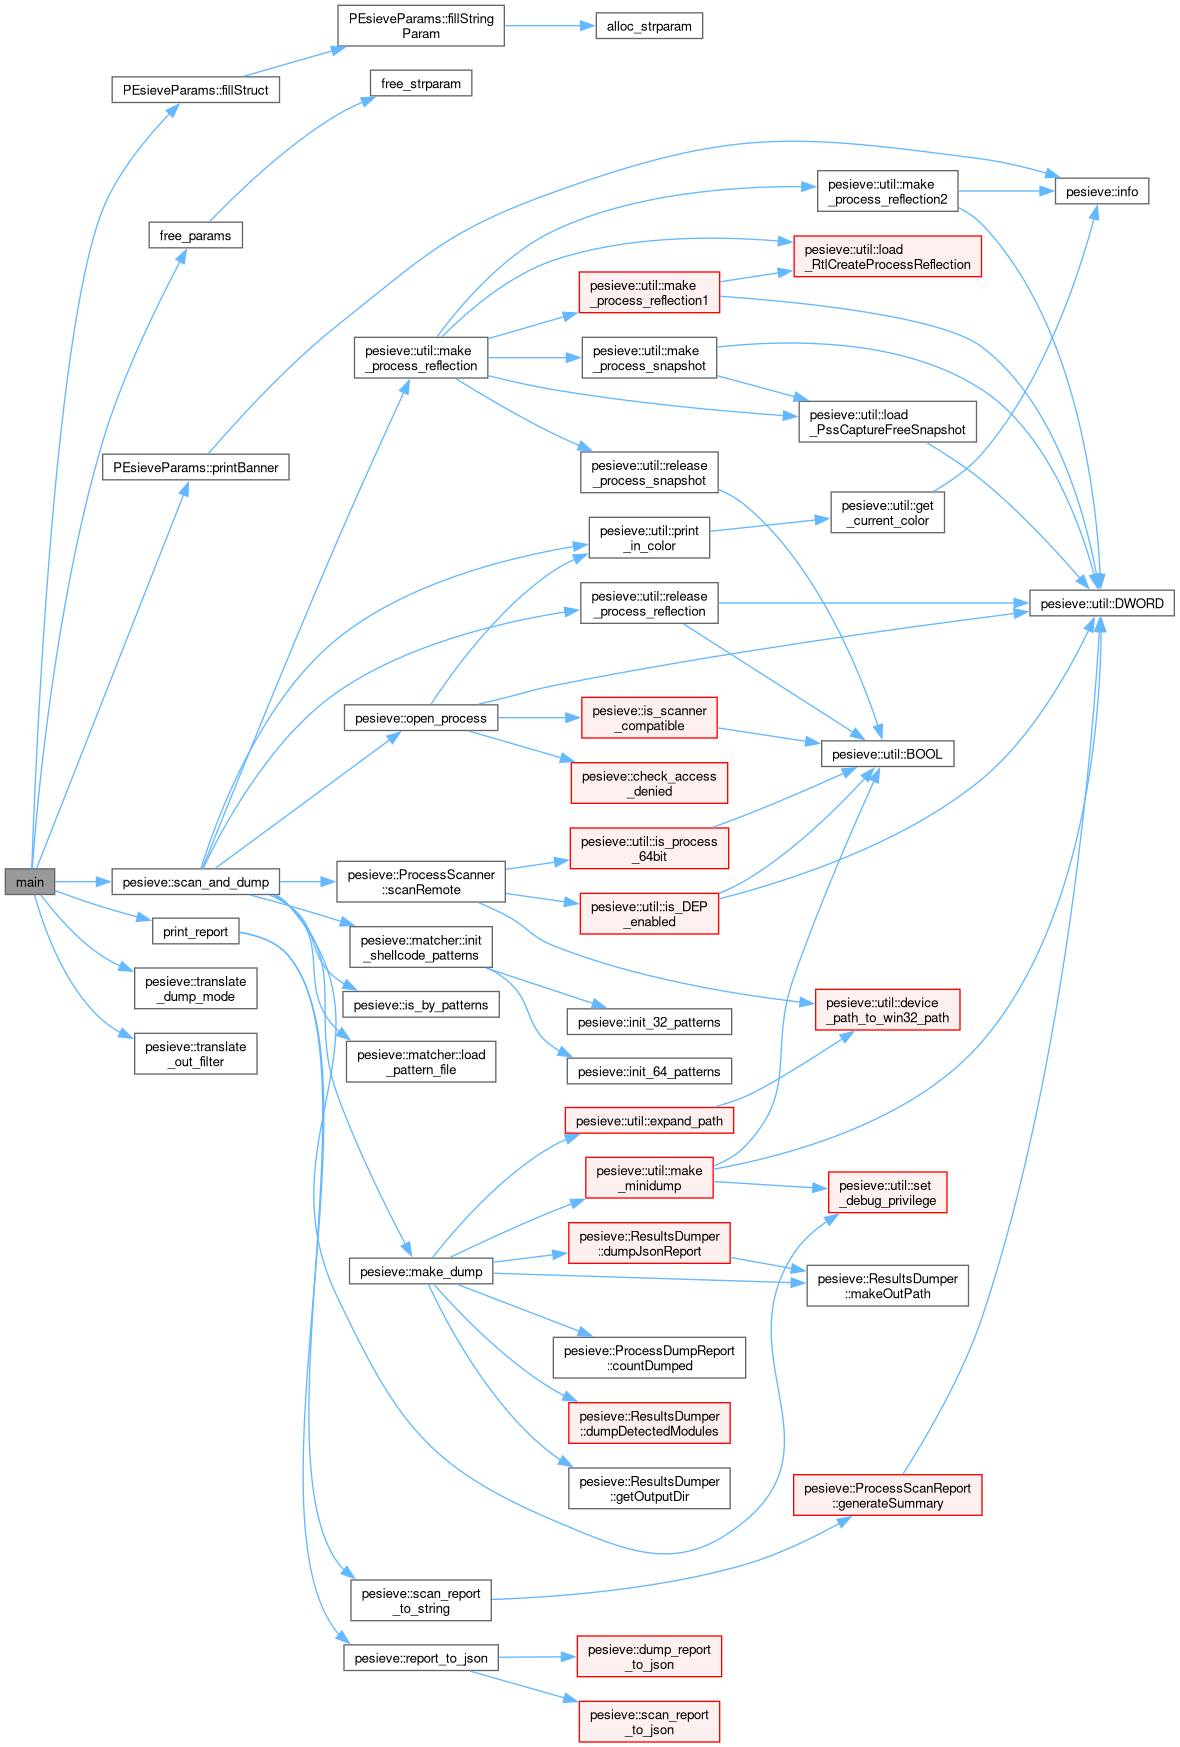 PEsieveParams::fillString
Param
alloc_strparam
PEsieveParams::fillStruct
free_strparam
free_params
pesieve::util::make
_process_reflection2
pesieve::info
pesieve::util::load
_RtlCreateProcessReflection
pesieve::util::make
_process_reflection1
pesieve::util::make
_process_reflection
pesieve::util::make
_process_snapshot
pesieve::util::load
_PssCaptureFreeSnapshot
PEsieveParams::printBanner
pesieve::util::release
_process_snapshot
pesieve::util::get
_current_color
pesieve::util::print
_in_color
pesieve::util::release
_process_reflection
pesieve::util::DWORD
pesieve::open_process
pesieve::is_scanner
_compatible
pesieve::util::BOOL
pesieve::check_access
_denied
pesieve::util::is_process
_64bit
main
pesieve::scan_and_dump
pesieve::ProcessScanner
::scanRemote
pesieve::util::is_DEP
_enabled
print_report
pesieve::matcher::init
_shellcode_patterns
pesieve::translate
_dump_mode
pesieve::is_by_patterns
pesieve::init_32_patterns
pesieve::util::device
_path_to_win32_path
pesieve::translate
_out_filter
pesieve::matcher::load
_pattern_file
pesieve::init_64_patterns
pesieve::util::expand_path
pesieve::util::make
_minidump
pesieve::util::set
_debug_privilege
pesieve::make_dump
pesieve::ResultsDumper
::dumpJsonReport
pesieve::ResultsDumper
::makeOutPath
pesieve::ProcessDumpReport
::countDumped
pesieve::ResultsDumper
::dumpDetectedModules
pesieve::ResultsDumper
::getOutputDir
pesieve::ProcessScanReport
::generateSummary
pesieve::scan_report
_to_string
pesieve::report_to_json
pesieve::dump_report
_to_json
pesieve::scan_report
_to_json